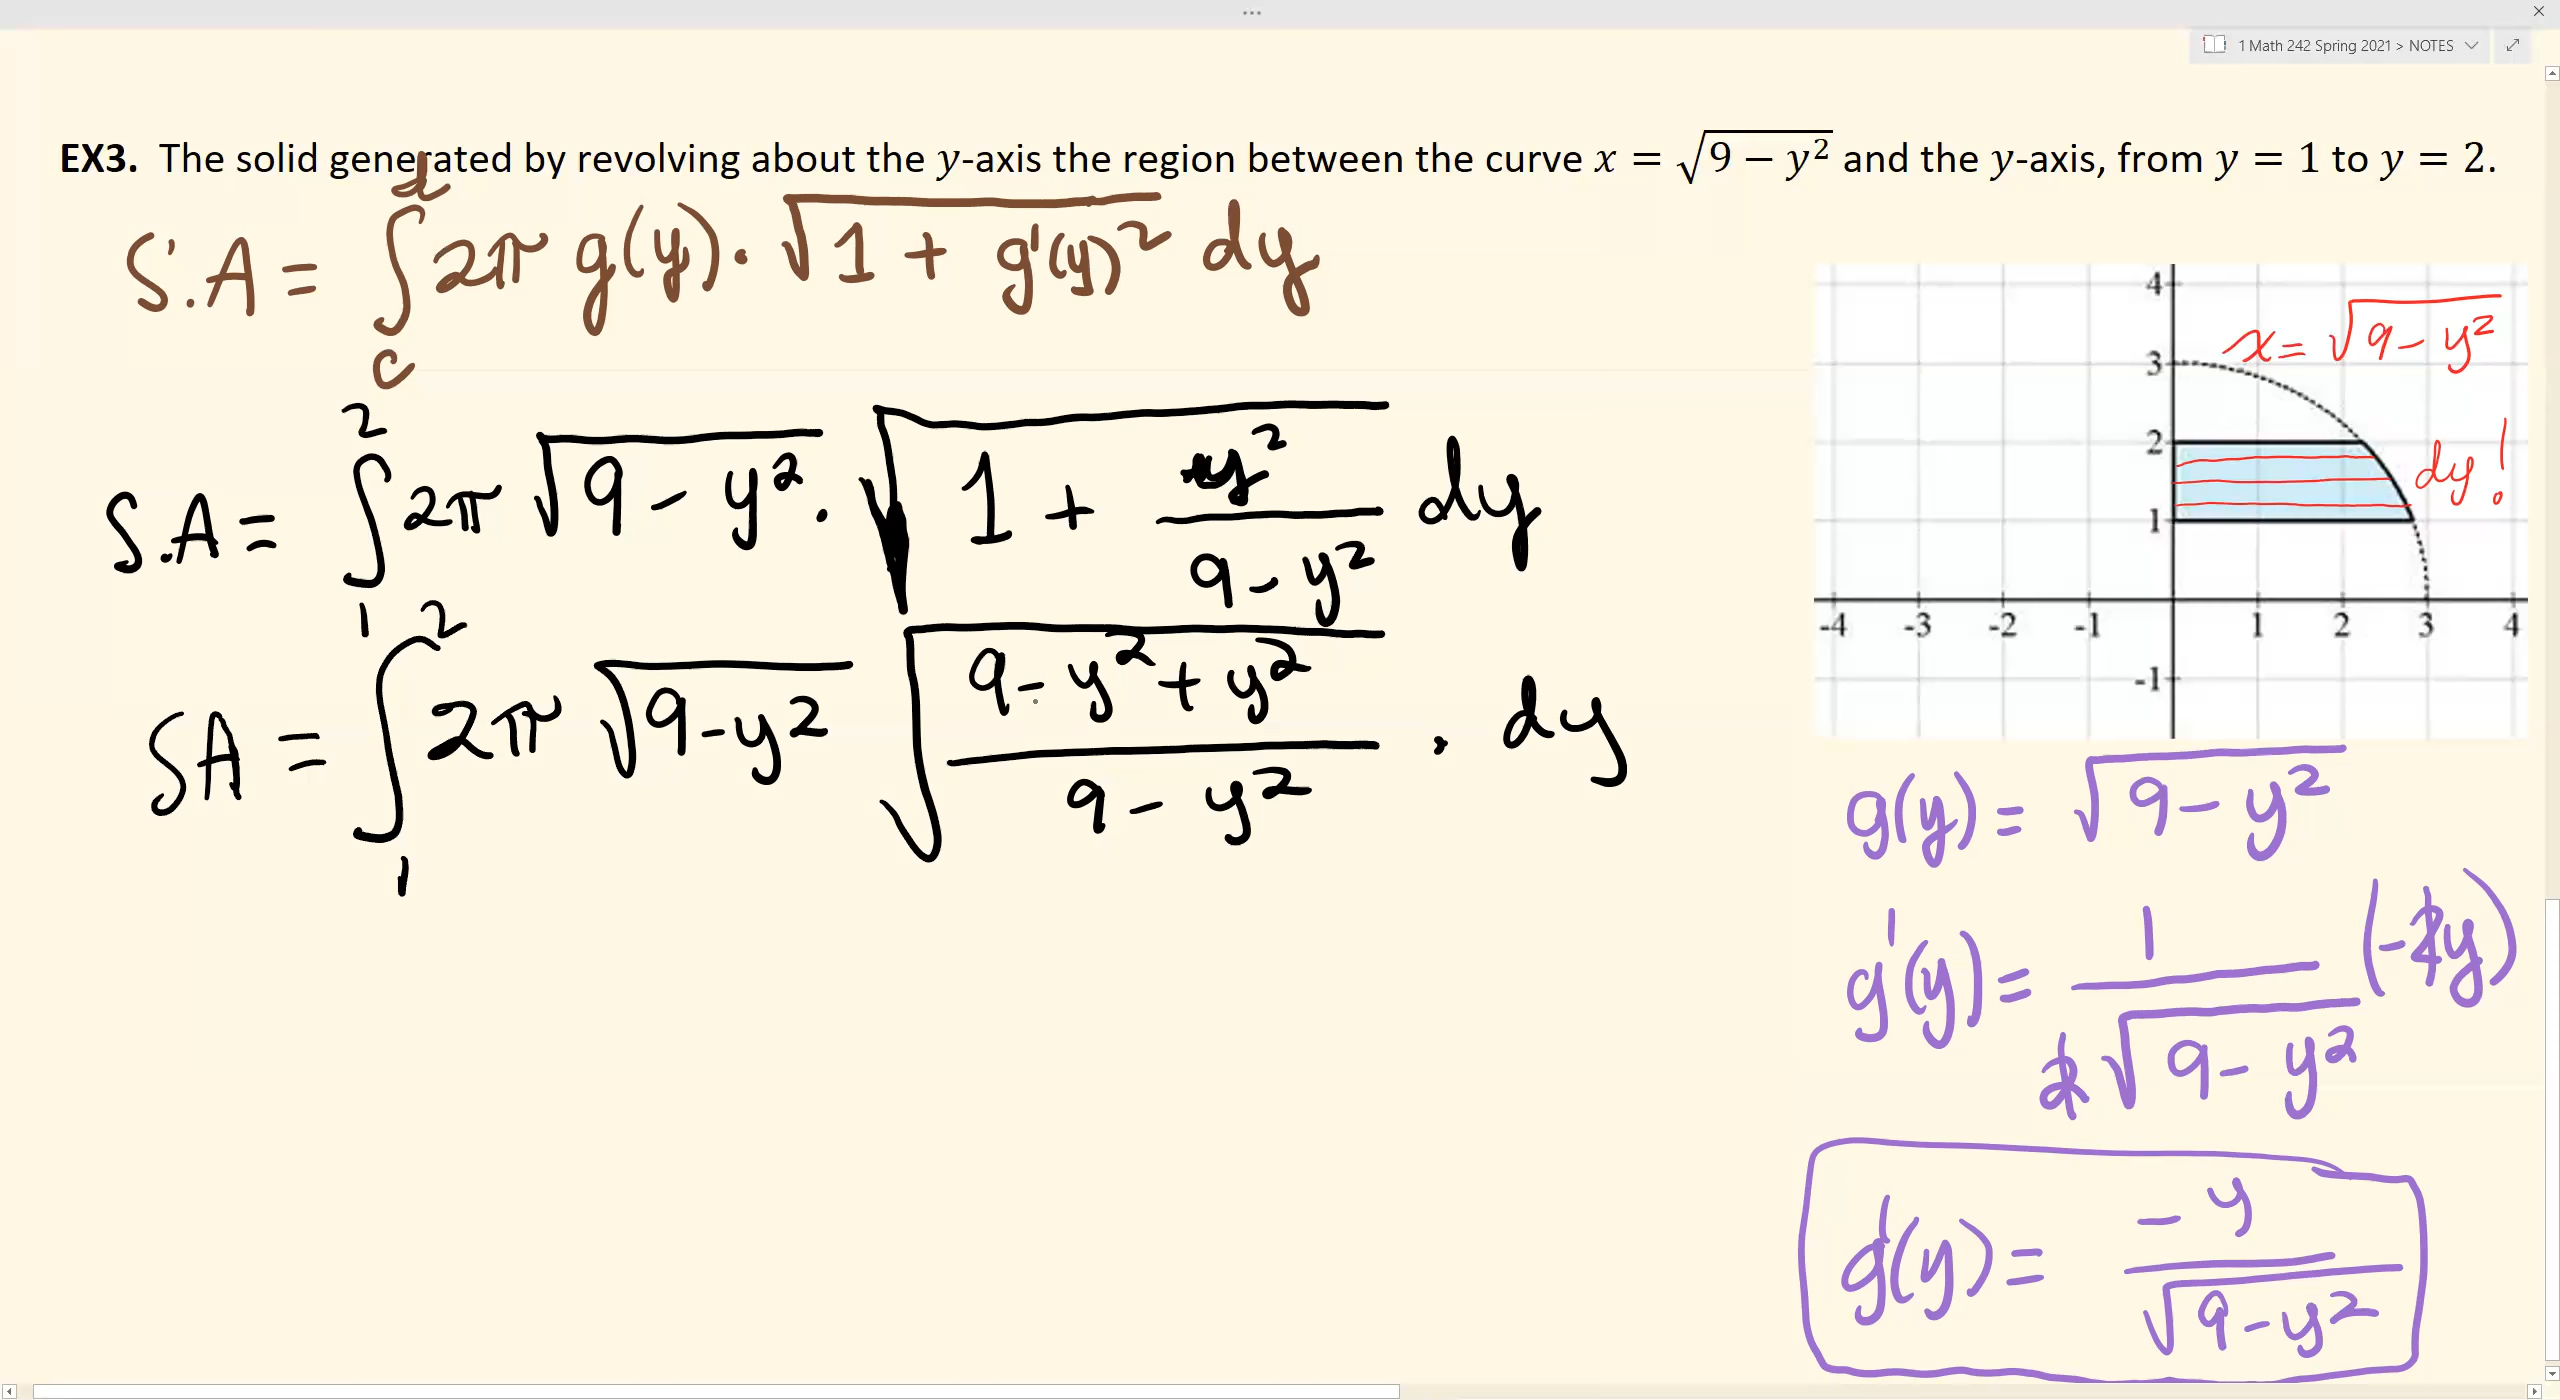 1 Math 242 Spring 2021 > NOTES
EX3. The solid generated by revolving about the y-axis the region between the curve x = √(9 − y²) and the y-axis, from y = 1 to y = 2.
S.A = ∫_c^d 2π g(y) · √(1 + g'(y)²) dy
S.A = ∫_1^2 2π √(9 − y²) · √(1 + y²/(9 − y²)) dy
SA = ∫_1^2 2π √(9-y²) √((9 - y² + y²)/(9 - y²)) . dy
4
x = √(9 − y²)
3
2
dy!
1
-4 -3 -2 -1 1 2 3 4
-1
g(y) = √(9 − y²)
g'(y) = 1/(2√(9 − y²)) (-2y)
g'(y) = -y/√(9-y²)